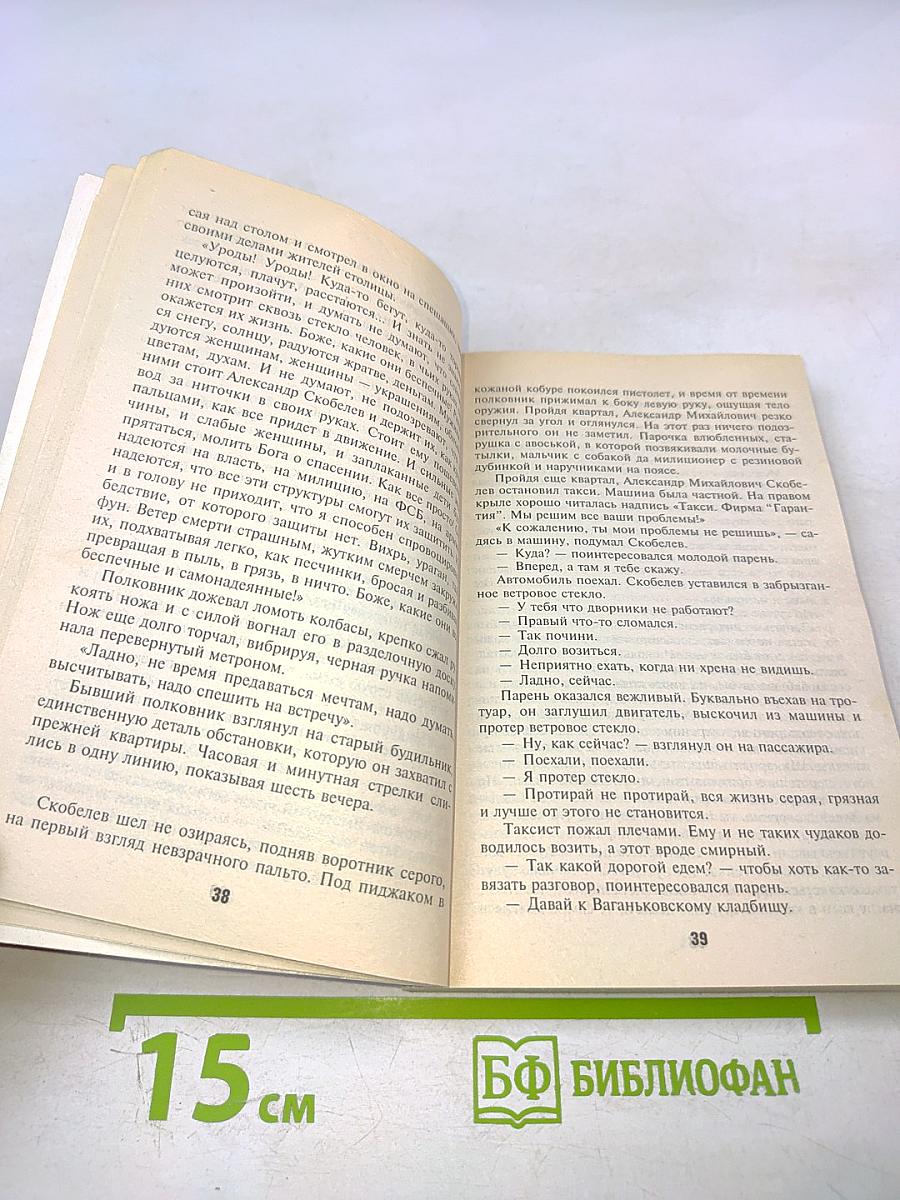 сая над столом и смотрел в окно на спешащих
своими делами жителей столицы.
«Уроды! Уроды! Куда-то бегут, куда-то
целуются, плачут, расстаются... И знать не
может произойти, и думать не думают, что
них смотрит сквозь стекло человек, в чьих
окажется их жизнь. Боже, какие они беспечные!
ся снегу, солнцу, радуются жратве, деньгам.
дуются женщинам, женщины — украшениям,
цветам, духам. И не думают, не подозревают,
ними стоит Александр Скобелев и держит их, как
вод за ниточки в своих руках. Стоит ему
пальцами, как все придет в движение. И сильные
чины, и слабые женщины, и заплаканные дети
прятаться, молить Бога о спасении. Как все просто!
надеются на власть, на милицию, на ФСБ, на
надеются, что все эти структуры смогут их защитить
и в голову не приходит, что я способен спровоцировать
бедствие, от которого защиты нет. Вихрь, ураган,
фун. Ветер смерти страшным, жутким смерчем
их, подхватывая легко, как песчинки, бросая и разбивая
превращая в пыль, в грязь, в ничто. Боже, какие они
беспечные и самонадеянные!»
Полковник дожевал ломоть колбасы, крепко сжал
коять ножа и с силой вогнал его в разделочную доску
Нож еще долго торчал, вибрируя, черная ручка напоми-
нала перевернутый метроном.
«Ладно, не время предаваться мечтам, надо думать,
высчитывать, надо спешить на встречу».
Бывший полковник взглянул на старый будильник,
единственную деталь обстановки, которую он захватил с
прежней квартиры. Часовая и минутная стрелки сли-
лись в одну линию, показывая шесть вечера.
Скобелев шел не озираясь, подняв воротник серого,
на первый взгляд невзрачного пальто. Под пиджаком в
38
кожаной кобуре покоился пистолет, и время от времени
полковник прижимал к боку левую руку, ощущая тело
оружия. Пройдя квартал, Александр Михайлович резко
свернул за угол и оглянулся. На этот раз ничего подоз-
рительного он не заметил. Парочка влюбленных, ста-
рушка с авоськой, в которой позвякивали молочные бу-
тылки, мальчик с собакой да милиционер с резиновой
дубинкой и наручниками на поясе.
Пройдя еще квартал, Александр Михайлович Скобе-
лев остановил такси. Машина была частной. На правом
крыле хорошо читалась надпись «Такси. Фирма "Гаран-
тия". Мы решим все ваши проблемы!»
«К сожалению, ты мои проблемы не решишь», — са-
дясь в машину, подумал Скобелев.
— Куда? — поинтересовался молодой парень.
— Вперед, а там я тебе скажу.
Автомобиль поехал. Скобелев уставился в забрызган-
ное ветровое стекло.
— У тебя что дворники не работают?
— Правый что-то сломался.
— Так почини.
— Долго возиться.
— Неприятно ехать, когда ни хрена не видишь.
— Ладно, сейчас.
Парень оказался вежливый. Буквально въехав на тро-
туар, он заглушил двигатель, выскочил из машины и
протер ветровое стекло.
— Ну, как сейчас? — взглянул он на пассажира.
— Поехали, поехали.
— Я протер стекло.
— Протирай не протирай, вся жизнь серая, грязная
и лучше от этого не становится.
Таксист пожал плечами. Ему и не таких чудаков до-
водилось возить, а этот вроде смирный.
— Так какой дорогой едем? — чтобы хоть как-то за-
вязать разговор, поинтересовался парень.
— Давай к Ваганьковскому кладбищу.
39
15 см
БФ БИБЛИОФАН